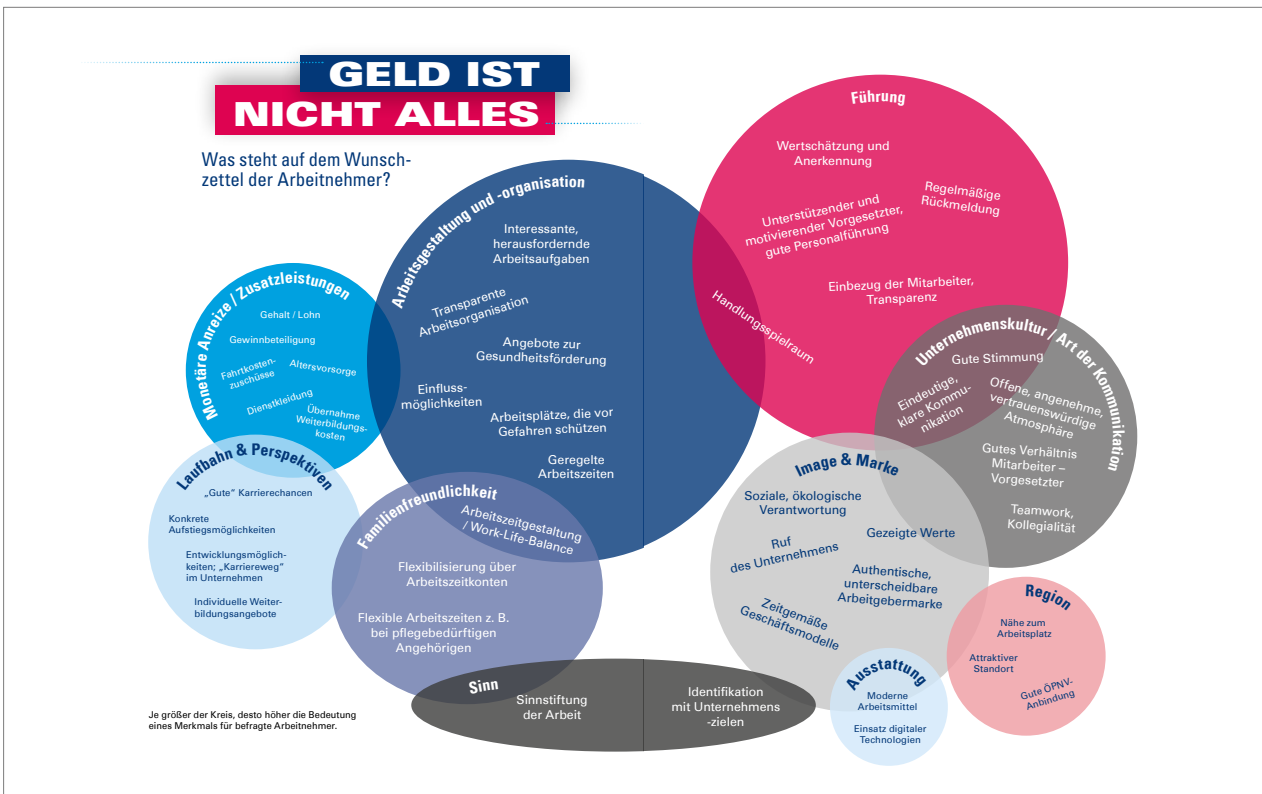 GELD IST
NICHT ALLES
Was steht auf dem Wunsch-
zettel der Arbeitnehmer?
Monetäre Anreize / Zusatzleistungen
Gehalt / Lohn
Gewinnbeteiligung
Fahrtkosten-
zuschüsse
Altersvorsorge
Dienstkleidung
Übernahme
Weiterbildungs-
kosten
Arbeitsgestaltung und -organisation
Interessante,
herausfordernde
Arbeitsaufgaben
Transparente
Arbeitsorganisation
Angebote zur
Gesundheitsförderung
Einfluss-
möglichkeiten
Arbeitsplätze, die vor
Gefahren schützen
Geregelte
Arbeitszeiten
Führung
Wertschätzung und
Anerkennung
Regelmäßige
Rückmeldung
Unterstützender und
motivierender Vorgesetzter,
gute Personalführung
Einbezug der Mitarbeiter,
Transparenz
Handlungsspielraum
Unternehmenskultur / Art der Kommunikation
Gute Stimmung
Eindeutige,
klare Kommu-
nikation
Offene, angenehme,
vertrauenswürdige
Atmosphäre
Gutes Verhältnis
Mitarbeiter –
Vorgesetzter
Teamwork,
Kollegialität
Laufbahn & Perspektiven
„Gute“ Karrierechancen
Konkrete
Aufstiegsmöglichkeiten
Entwicklungsmöglich-
keiten; „Karriereweg“
im Unternehmen
Individuelle Weiter-
bildungsangebote
Familienfreundlichkeit
Arbeitszeitgestaltung
/ Work-Life-Balance
Flexibilisierung über
Arbeitszeitkonten
Flexible Arbeitszeiten z. B.
bei pflegebedürftigen
Angehörigen
Image & Marke
Soziale, ökologische
Verantwortung
Gezeigte Werte
Ruf
des Unternehmens
Authentische,
unterscheidbare
Arbeitgebermarke
Zeitgemäße
Geschäftsmodelle
Region
Nähe zum
Arbeitsplatz
Attraktiver
Standort
Gute ÖPNV-
Anbindung
Ausstattung
Moderne
Arbeitsmittel
Einsatz digitaler
Technologien
Sinn
Sinnstiftung
der Arbeit
Identifikation
mit Unternehmens
-zielen
Je größer der Kreis, desto höher die Bedeutung
eines Merkmals für befragte Arbeitnehmer.